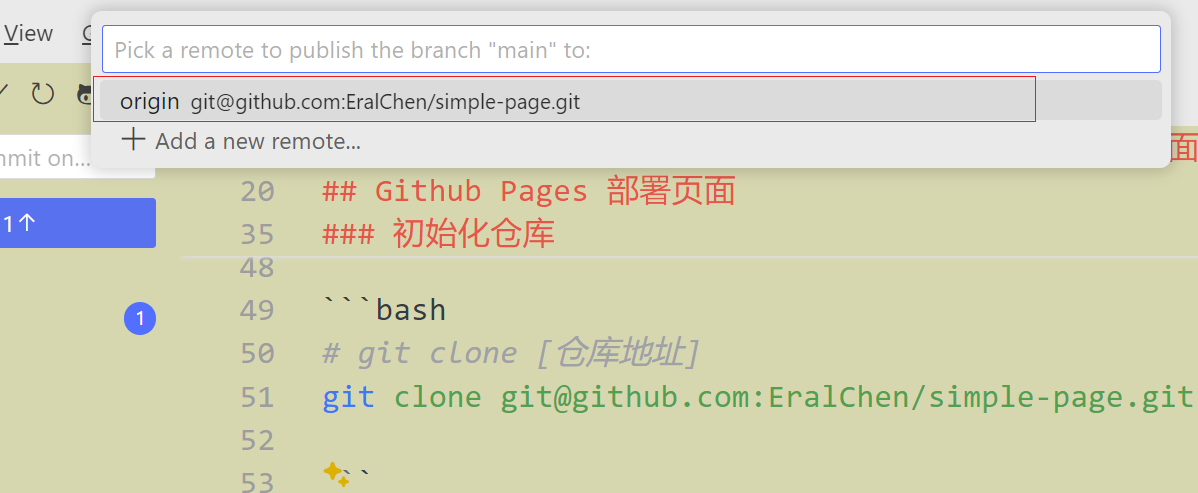 View
Pick a remote to publish the branch "main" to:
origin git@github.com:EralChen/simple-page.git
Add a new remote...
mmit on...
面
20 ## Github Pages 部署页面
1↑
35 ### 初始化仓库
48
1
49 ```bash
50 # git clone [仓库地址]
51 git clone git@github.com:EralChen/simple-page.git
52
53 ```